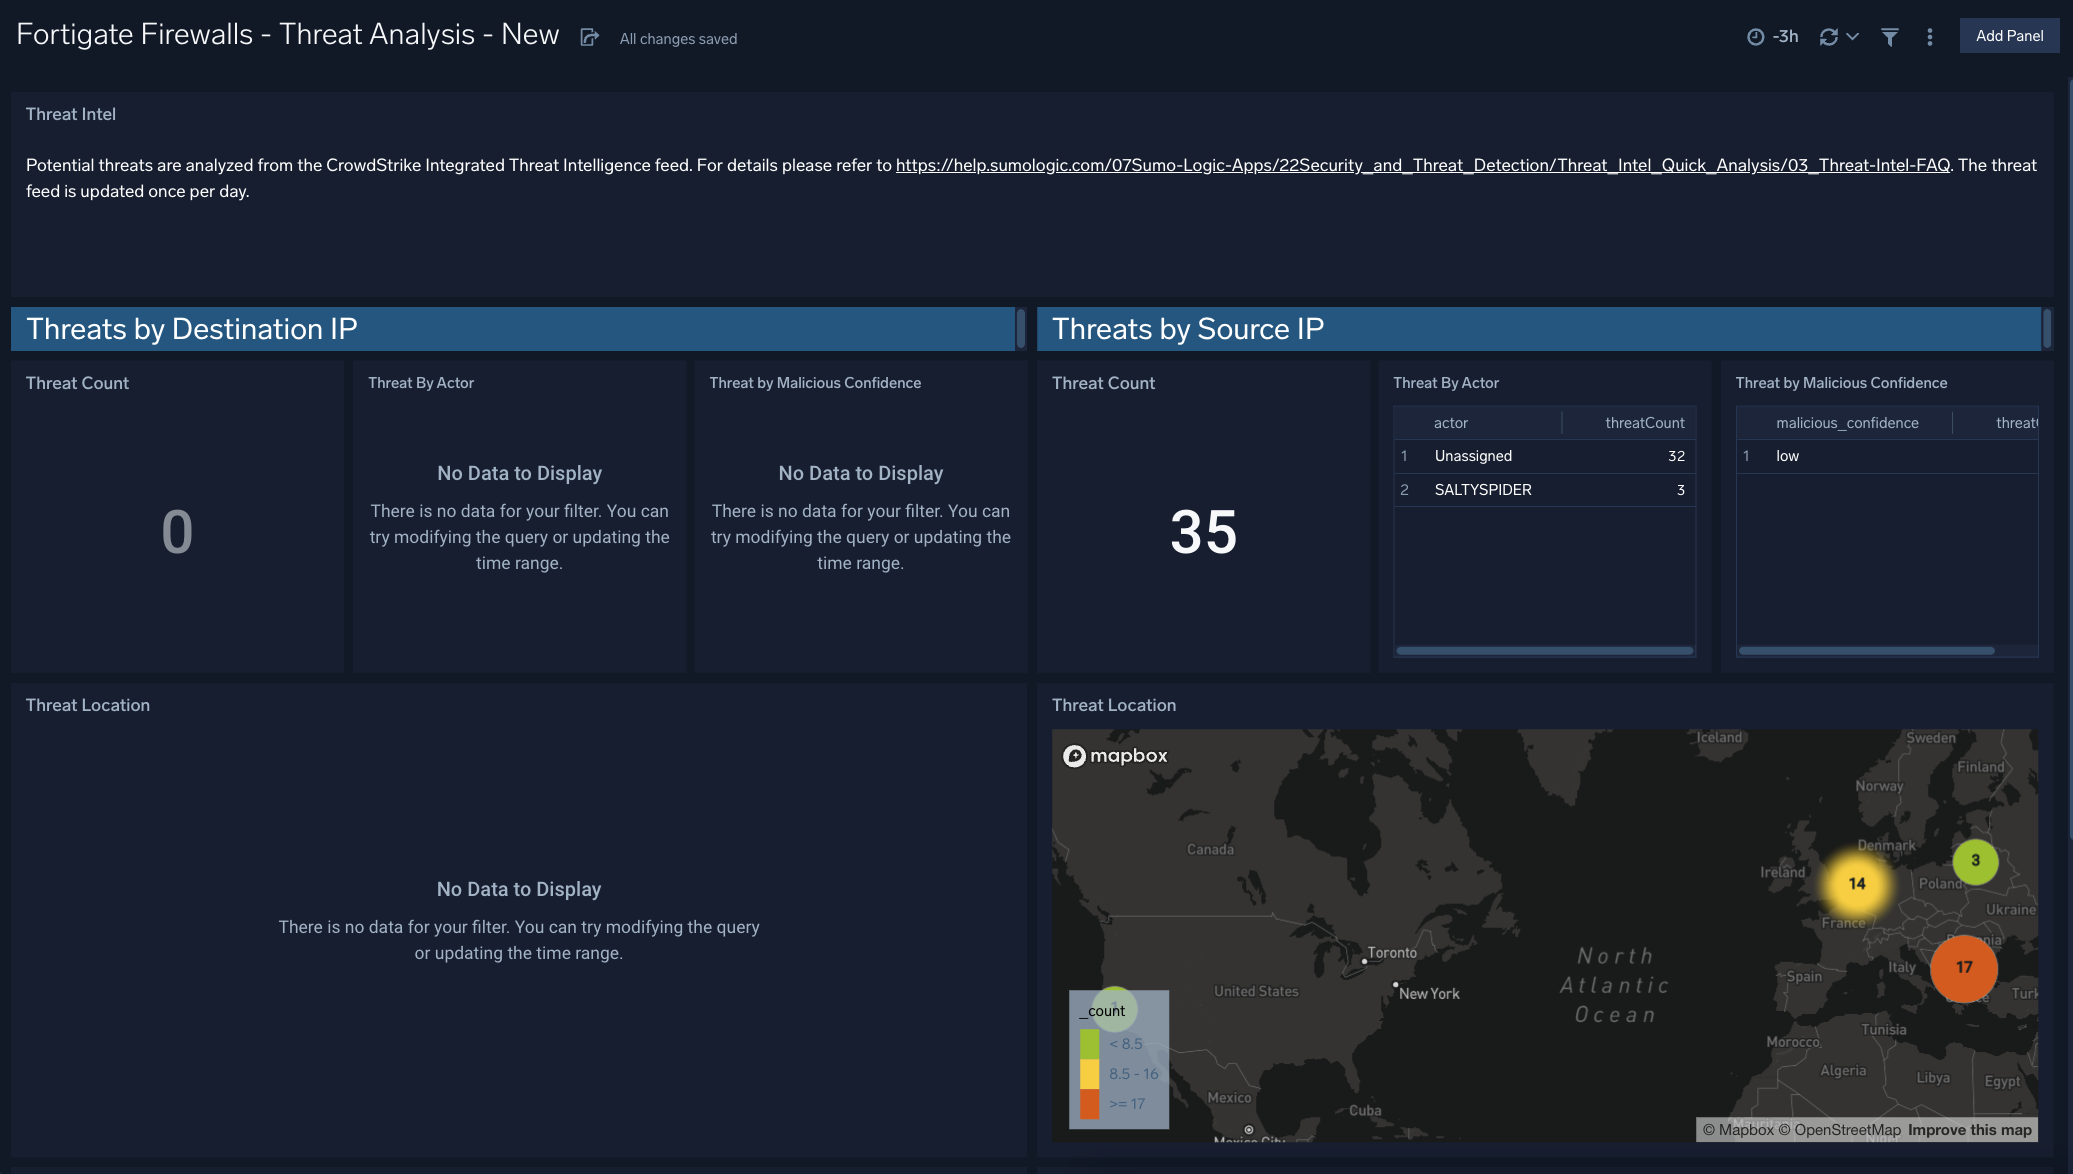 Fortigate Firewalls - Threat Analysis - New
All changes saved
-3h
Add Panel
Threat Intel
Potential threats are analyzed from the CrowdStrike Integrated Threat Intelligence feed. For details please refer to https://help.sumologic.com/07Sumo-Logic-Apps/22Security_and_Threat_Detection/Threat_Intel_Quick_Analysis/03_Threat-Intel-FAQ. The threat
feed is updated once per day.
Threats by Destination IP
Threats by Source IP
Threat Count
0
Threat By Actor
No Data to Display
There is no data for your filter. You can
try modifying the query or updating the
time range.
Threat by Malicious Confidence
No Data to Display
There is no data for your filter. You can
try modifying the query or updating the
time range.
Threat Count
35
Threat By Actor
actor threatCount
1 Unassigned 32
2 SALTYSPIDER 3
Threat by Malicious Confidence
malicious_confidence
1 low
Threat Location
No Data to Display
There is no data for your filter. You can try modifying the query
or updating the time range.
Threat Location
mapbox
Iceland
Sweden
Finland
Norway
Canada
Denmark
3
Ireland
14
Poland
Ukraine
France
Toronto
North
Atlantic
Ocean
Italy
17
Spain
United States
New York
_count
< 8.5
8.5 - 16
>= 17
Tunisia
Morocco
Algeria
Libya
Egypt
Mexico
Cuba
Mexico City
© Mapbox © OpenStreetMap Improve this map